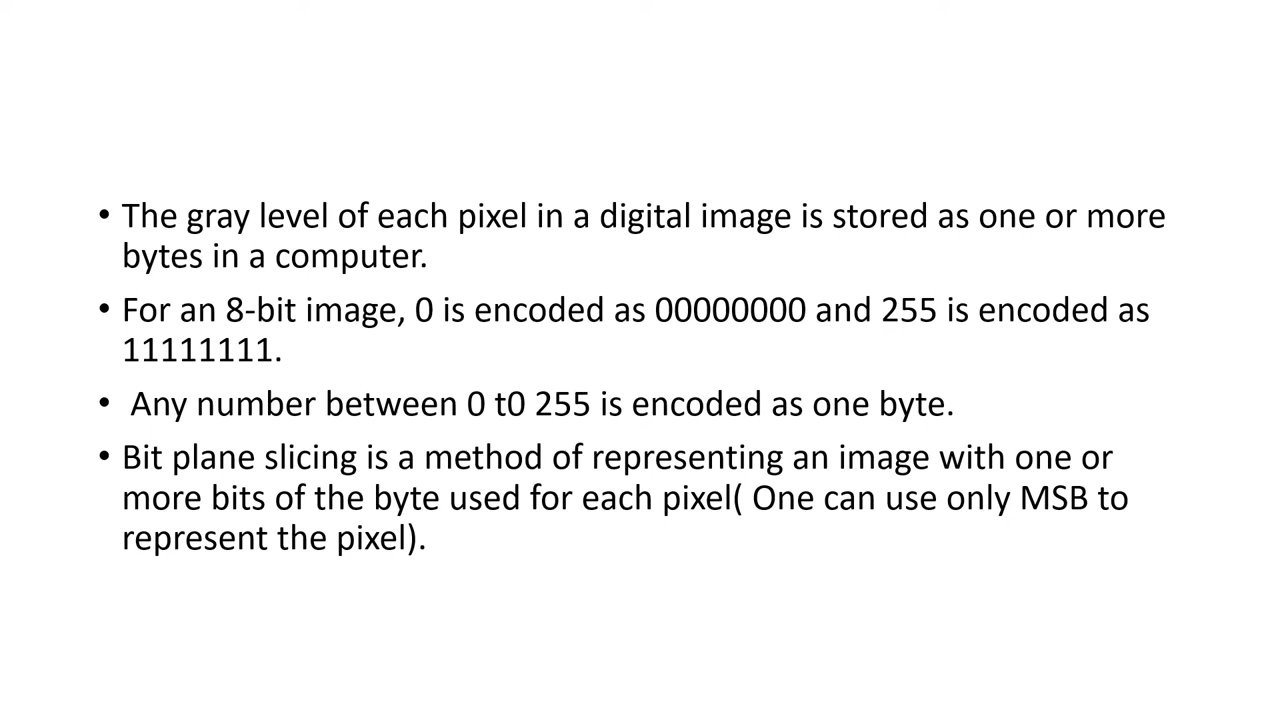 • The gray level of each pixel in a digital image is stored as one or more
bytes in a computer.
• For an 8-bit image, 0 is encoded as 00000000 and 255 is encoded as
11111111.
• Any number between 0 t0 255 is encoded as one byte.
• Bit plane slicing is a method of representing an image with one or
more bits of the byte used for each pixel( One can use only MSB to
represent the pixel).